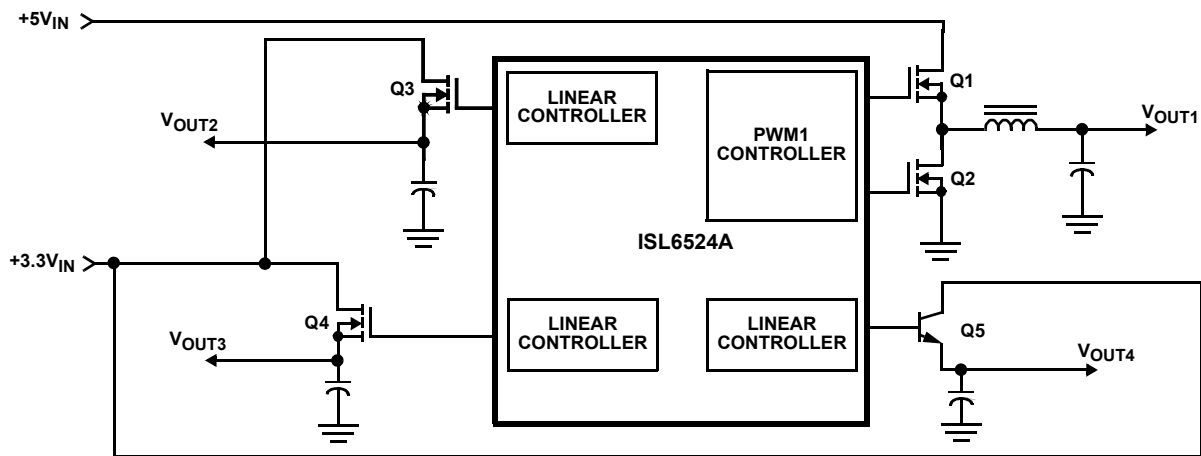 +5VIN
Q3
LINEAR
CONTROLLER
PWM1
CONTROLLER
Q1
VOUT2
VOUT1
Q2
ISL6524A
+3.3VIN
Q4
LINEAR
CONTROLLER
LINEAR
CONTROLLER
Q5
VOUT3
VOUT4